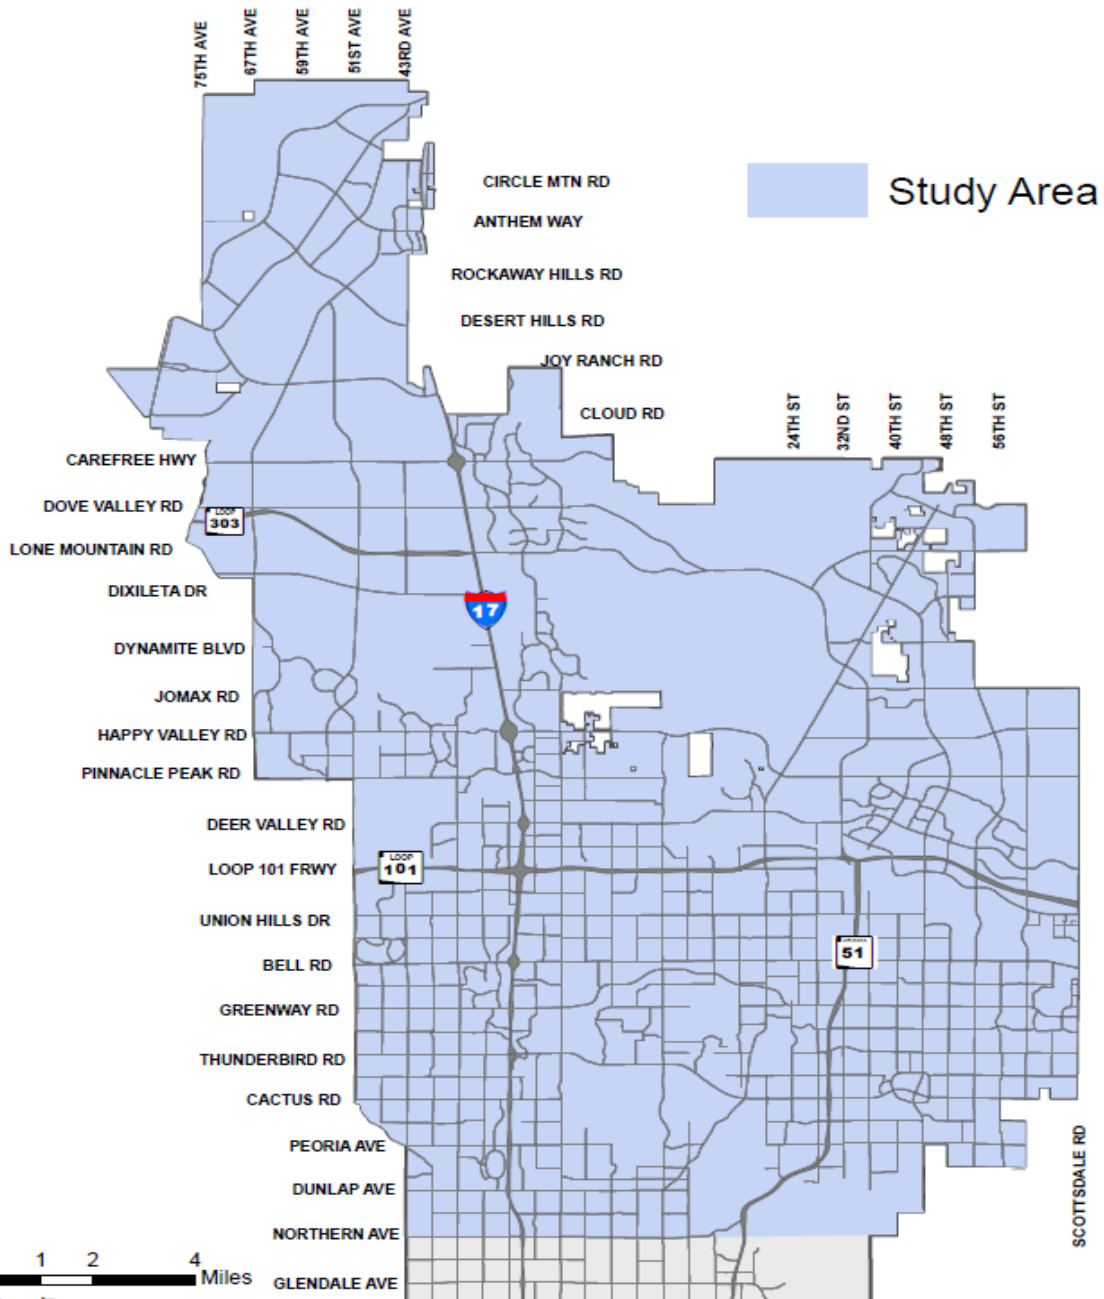 75TH AVE
67TH AVE
59TH AVE
51ST AVE
43RD AVE
CIRCLE MTN RD
Study Area
ANTHEM WAY
ROCKAWAY HILLS RD
DESERT HILLS RD
JOY RANCH RD
CLOUD RD
24TH ST
32ND ST
40TH ST
48TH ST
56TH ST
CAREFREE HWY
DOVE VALLEY RD
LOOP
303
LONE MOUNTAIN RD
DIXILETA DR
17
DYNAMITE BLVD
JOMAX RD
HAPPY VALLEY RD
PINNACLE PEAK RD
DEER VALLEY RD
LOOP 101 FRWY
LOOP
101
UNION HILLS DR
51
BELL RD
GREENWAY RD
THUNDERBIRD RD
CACTUS RD
PEORIA AVE
SCOTTSDALE RD
DUNLAP AVE
NORTHERN AVE
1 2 4
Miles
GLENDALE AVE